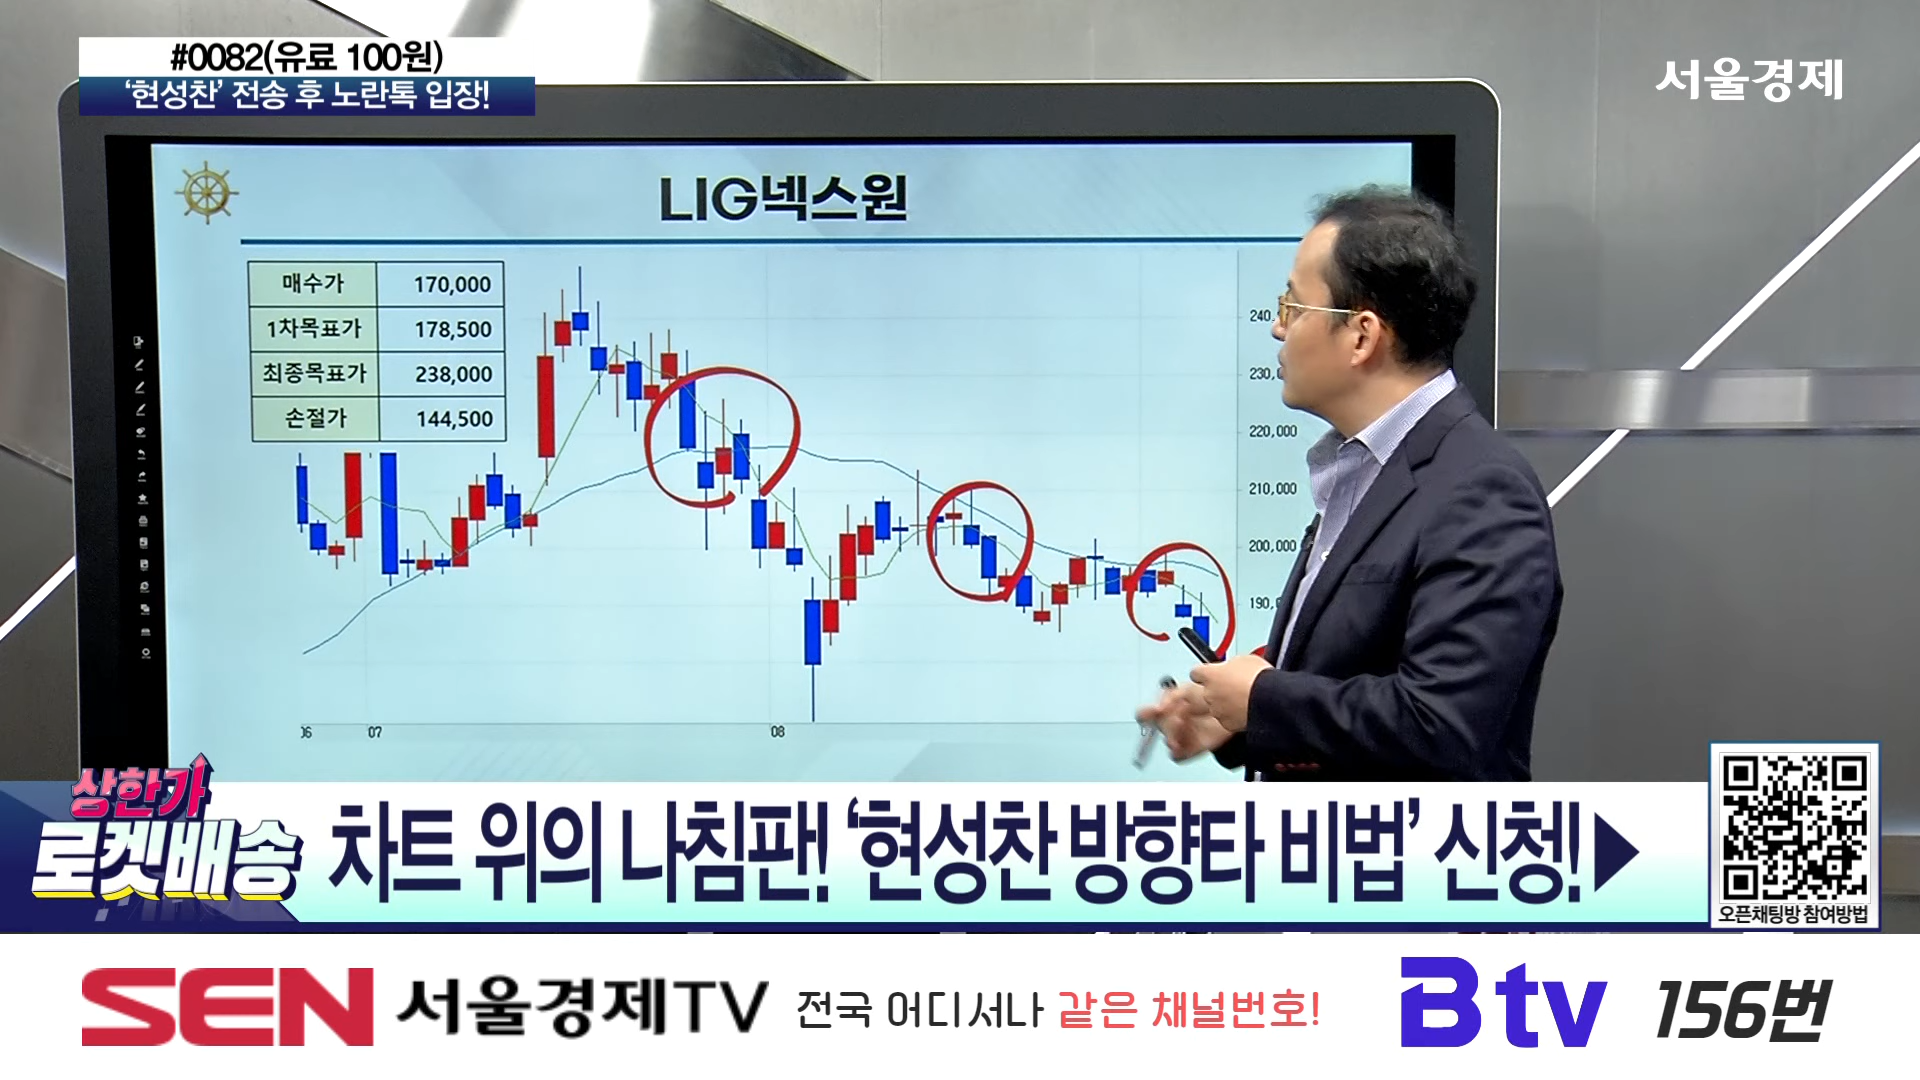 #0082(유료 100원)
‘현성찬’ 전송 후 노란톡 입장!
서울경제
LIG넥스원
매수가 170,000
1차목표가 178,500
최종목표가 238,000
손절가 144,500
240,
230,
220,000
210,000
200,000
190,
06 07 08
상한가
로켓배송
차트 위의 나침판! ‘현성찬 방향타 비법’ 신청!▶
오픈채팅방 참여방법
SEN 서울경제TV 전국 어디서나 같은 채널번호! B tv 156번